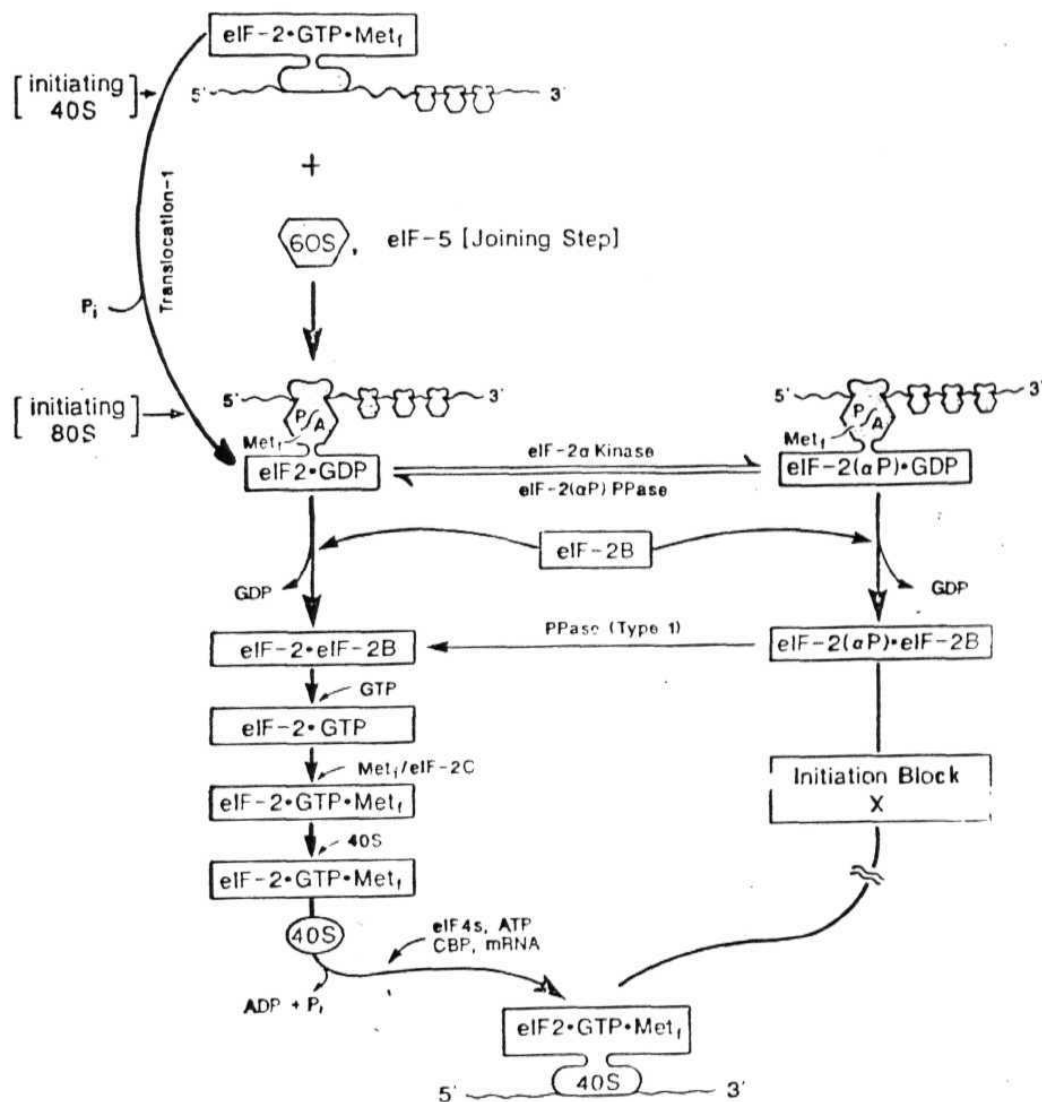 eIF-2•GTP•Metf
[initiating
40S]
5'
3'
+
Translocation-1
60S, eIF-5 [Joining Step]
Pi
[initiating
80S]
5'
3'
P/A
Metf
eIF2•GDP
eIF-2α Kinase
eIF-2(αP) PPase
P/A
Metf
eIF-2(αP)•GDP
eIF-2B
GDP
GDP
eIF-2•eIF-2B
PPase (Type 1)
eIF-2(αP)•eIF-2B
GTP
eIF-2•GTP
Metf/eIF-2C
eIF-2•GTP•Metf
Initiation Block
X
40S
eIF-2•GTP•Metf
40S
eIF4s, ATP
CBP, mRNA
ADP + Pi
eIF2•GTP•Metf
40S
5'
3'